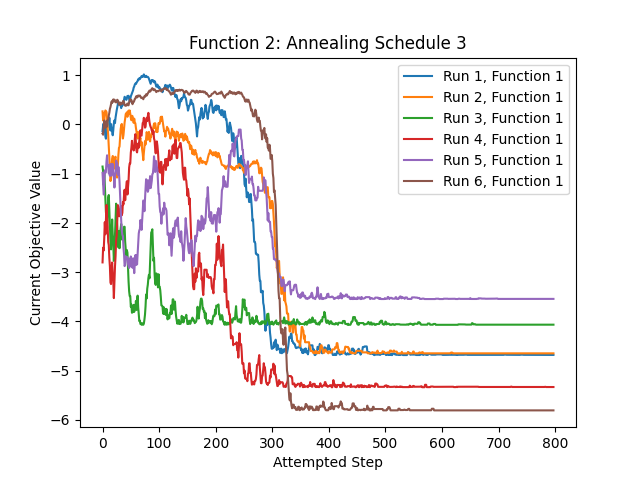 Function 2: Annealing Schedule 3
Run 1, Function 1
Run 2, Function 1
Run 3, Function 1
Run 4, Function 1
Run 5, Function 1
Run 6, Function 1
Current Objective Value
1
0
−1
−2
−3
−4
−5
−6
0 100 200 300 400 500 600 700 800
Attempted Step